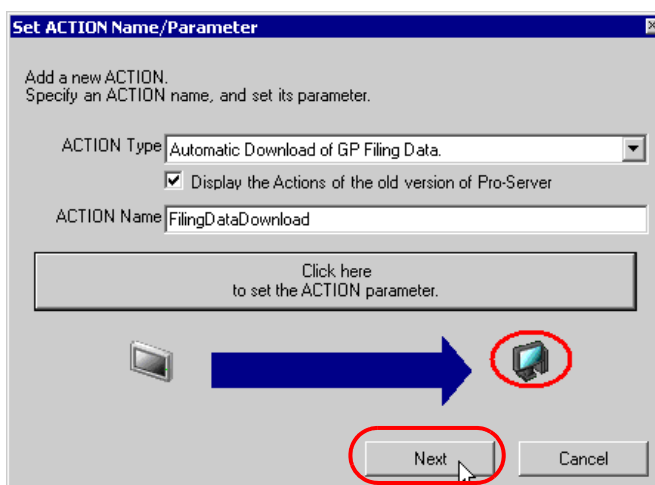 Set ACTION Name/Parameter
Add a new ACTION.
Specify an ACTION name, and set its parameter.
ACTION Type Automatic Download of GP Filing Data.
Display the Actions of the old version of Pro-Server
ACTION Name FilingDataDownload
Click here
to set the ACTION parameter.
Next Cancel